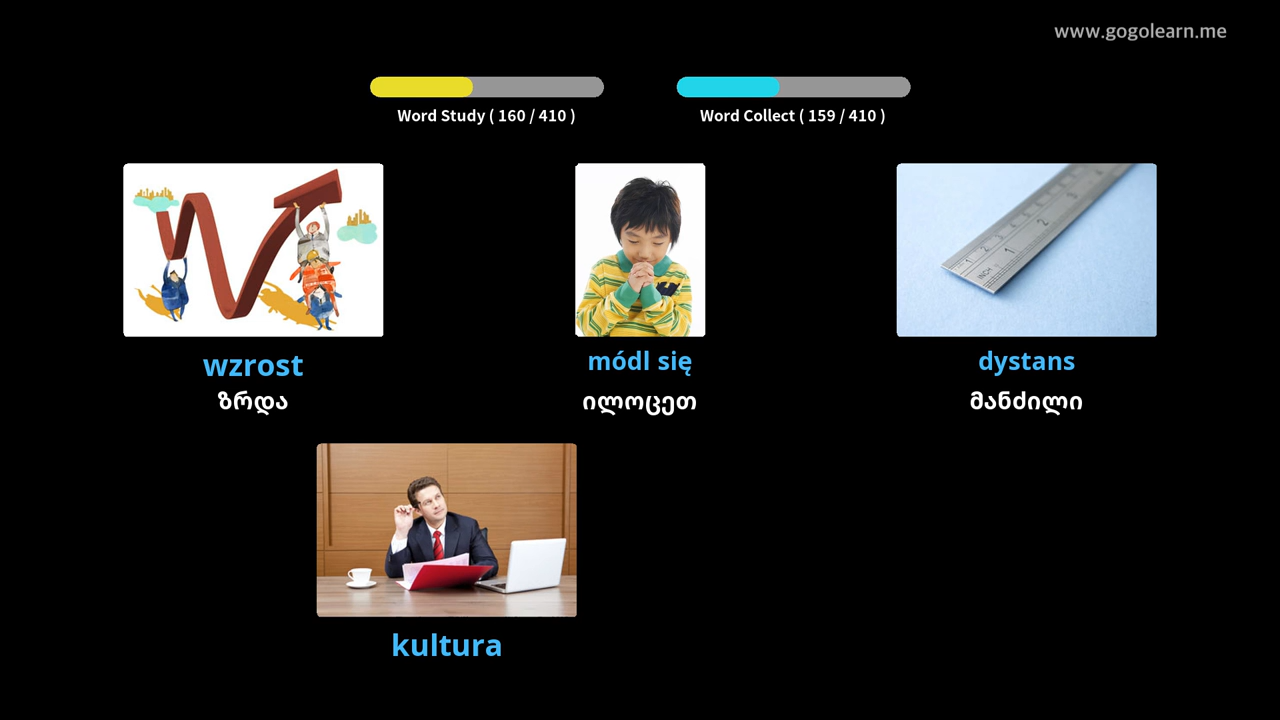 www.gogolearn.me
Word Study ( 160 / 410 )
Word Collect ( 159 / 410 )
wzrost
módl się
dystans
ზრდა
ილოცეთ
მანძილი
kultura